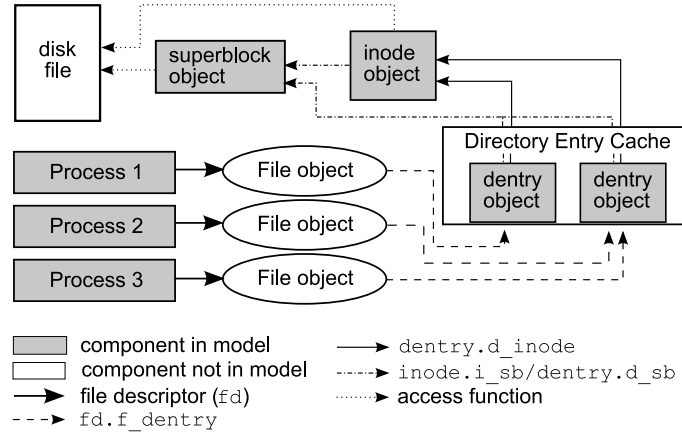 disk
file
superblock
object
inode
object
Directory Entry Cache
dentry
object
dentry
object
Process 1
File object
Process 2
File object
Process 3
File object
component in model
component not in model
file descriptor (fd)
fd.f_dentry
dentry.d_inode
inode.i_sb/dentry.d_sb
access function